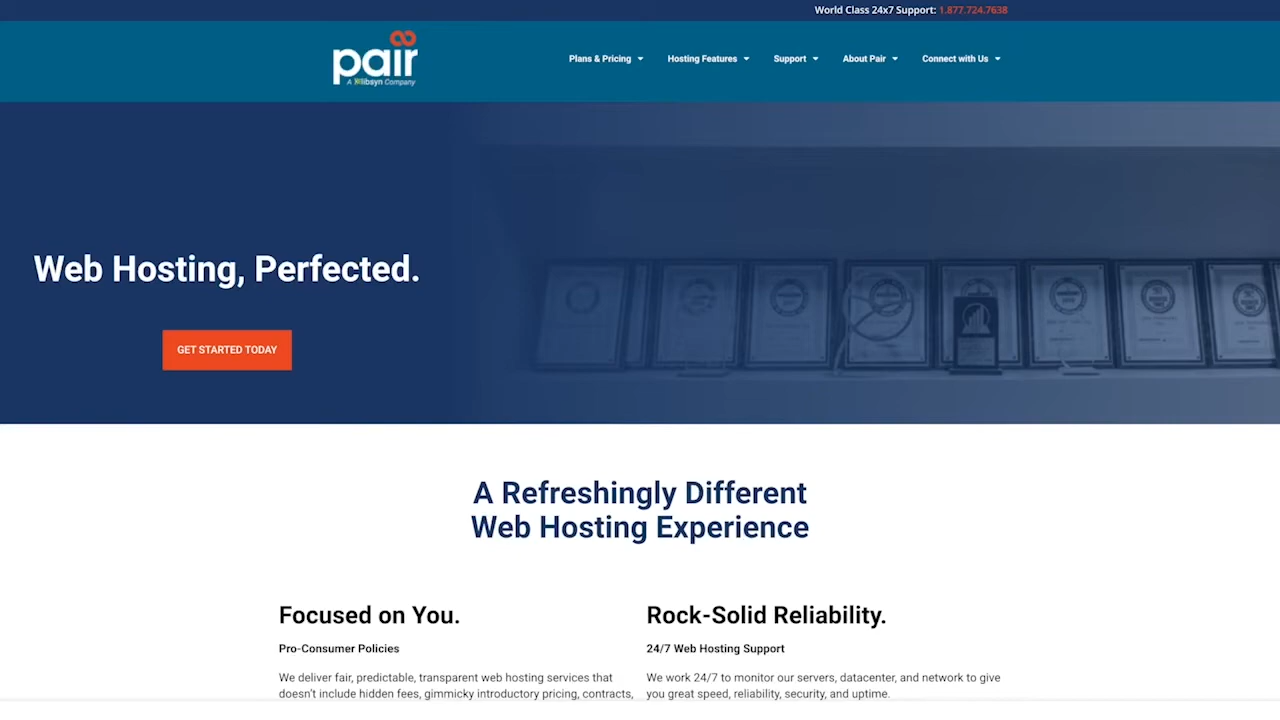 World Class 24x7 Support: 1.877.724.7638
pair
A libsyn Company
Plans & Pricing
Hosting Features
Support
About Pair
Connect with Us
Web Hosting, Perfected.
GET STARTED TODAY
A Refreshingly Different
Web Hosting Experience
Focused on You.
Pro-Consumer Policies
We deliver fair, predictable, transparent web hosting services that
doesn't include hidden fees, gimmicky introductory pricing, contracts,
Rock-Solid Reliability.
24/7 Web Hosting Support
We work 24/7 to monitor our servers, datacenter, and network to give
you great speed, reliability, security, and uptime.